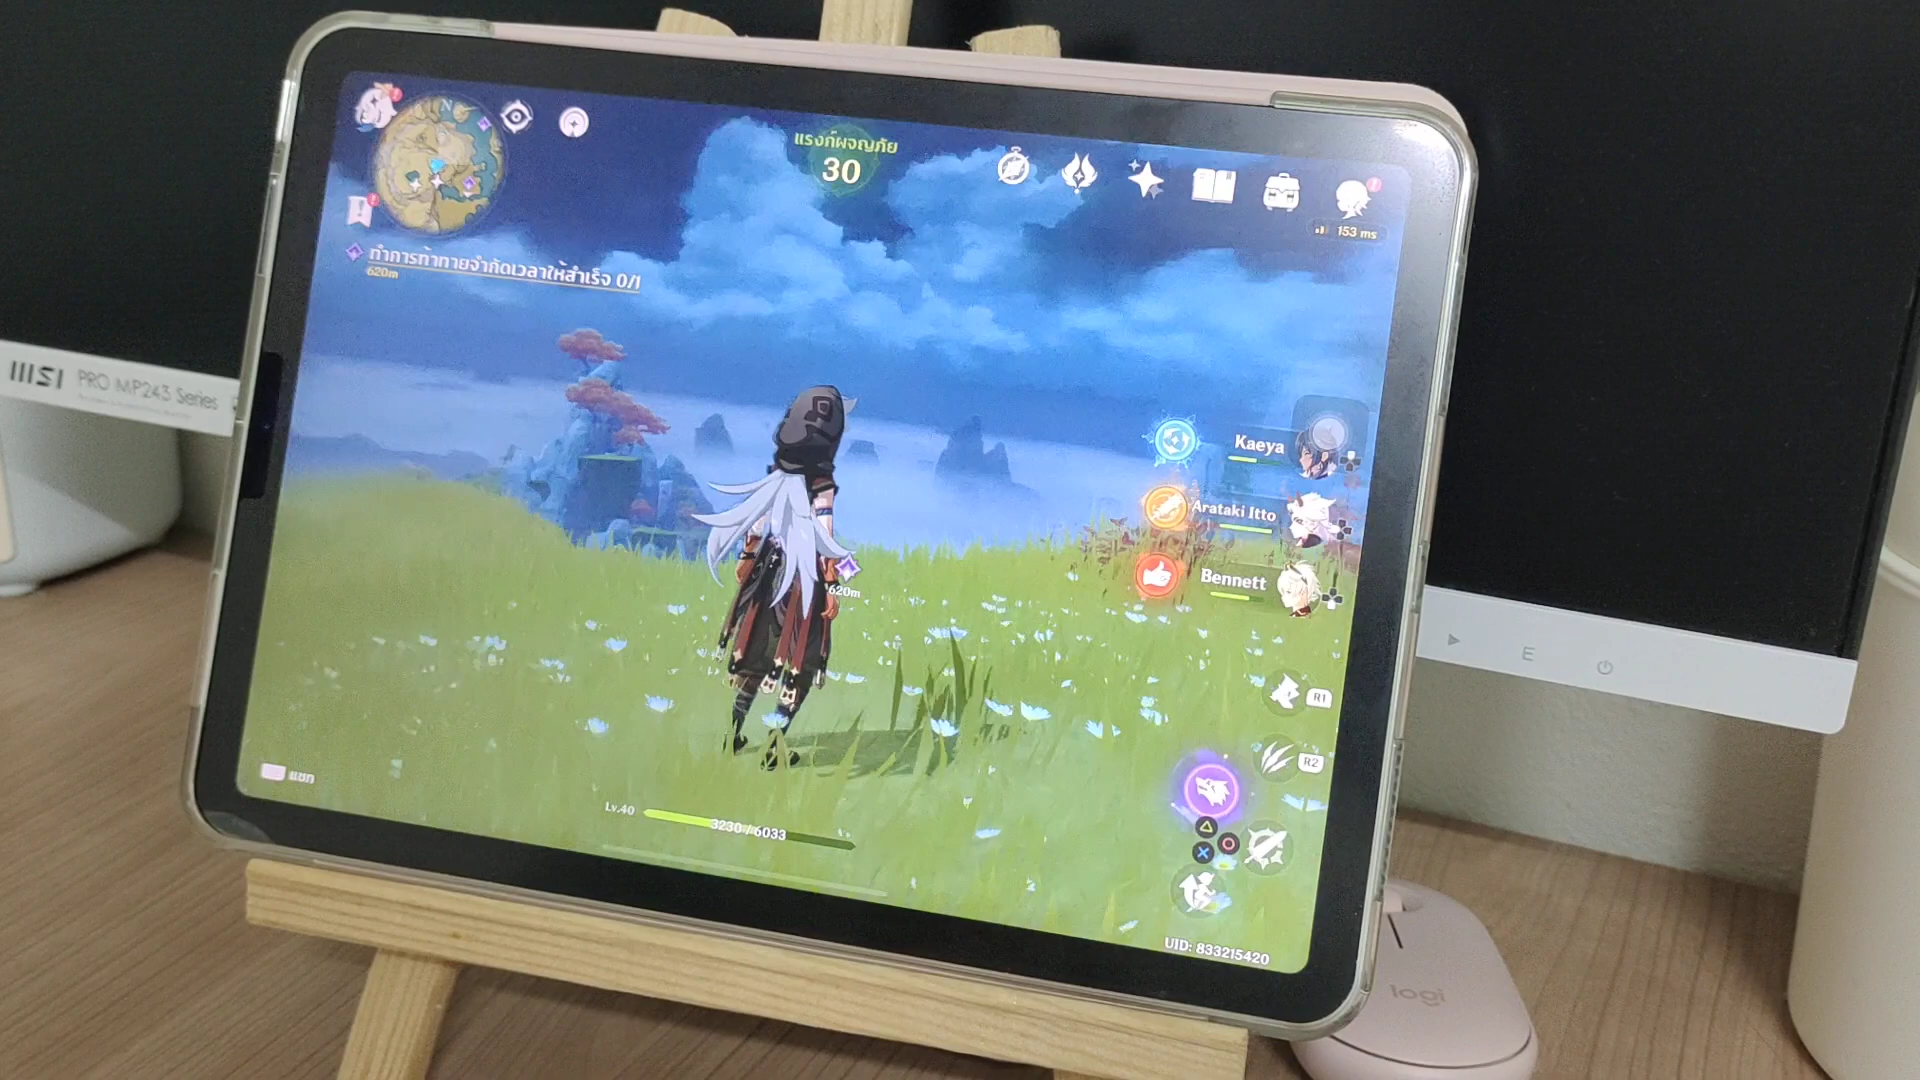 N
แรงก์ผจญภัย
30
153 ms
ทำการท้าทายจำกัดเวลาให้สำเร็จ 0/1
620m
msi PRO MP243 Series
Kaeya
Arataki Itto
Bennett
620m
E
R1
R2
แชท
Lv.40
3230 / 6033
UID: 833215420
logi